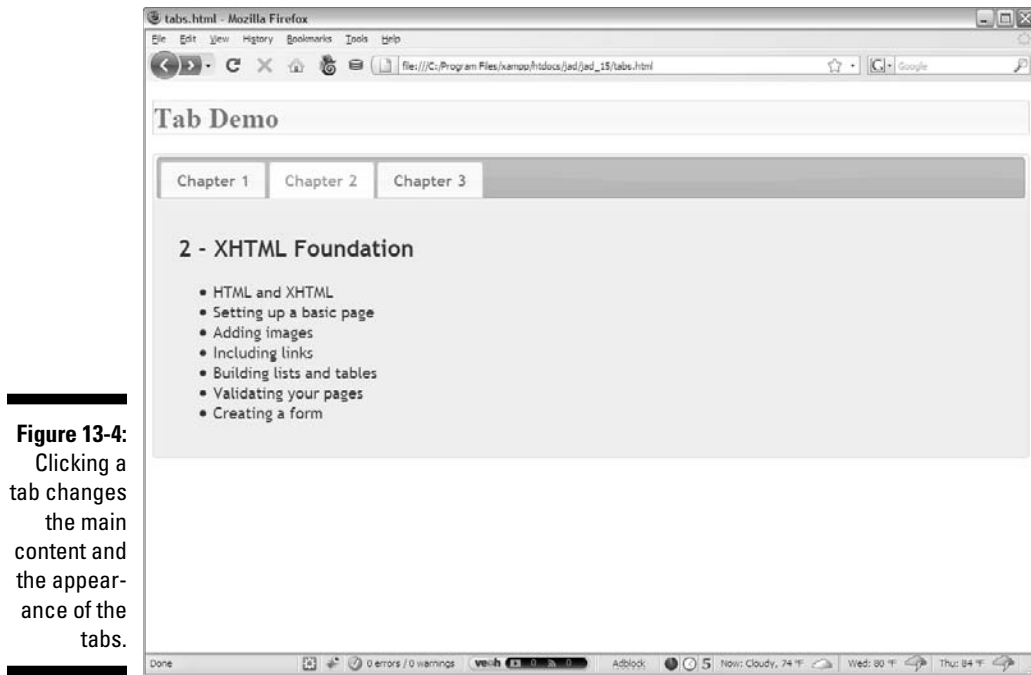 tabs.html - Mozilla Firefox
File Edit View History Bookmarks Tools Help
file:///C:/Program Files/xampp/htdocs/jad/jad_15/tabs.html
Google
Tab Demo
Chapter 1
Chapter 2
Chapter 3
2 - XHTML Foundation
• HTML and XHTML
• Setting up a basic page
• Adding images
• Including links
• Building lists and tables
• Validating your pages
• Creating a form
Figure 13-4:
Clicking a
tab changes
the main
content and
the appear-
ance of the
tabs.
Done
0 errors / 0 warnings
veoh
0
0
Adblock
5
Now: Cloudy, 74 °F
Wed: 80 °F
Thu: 84 °F